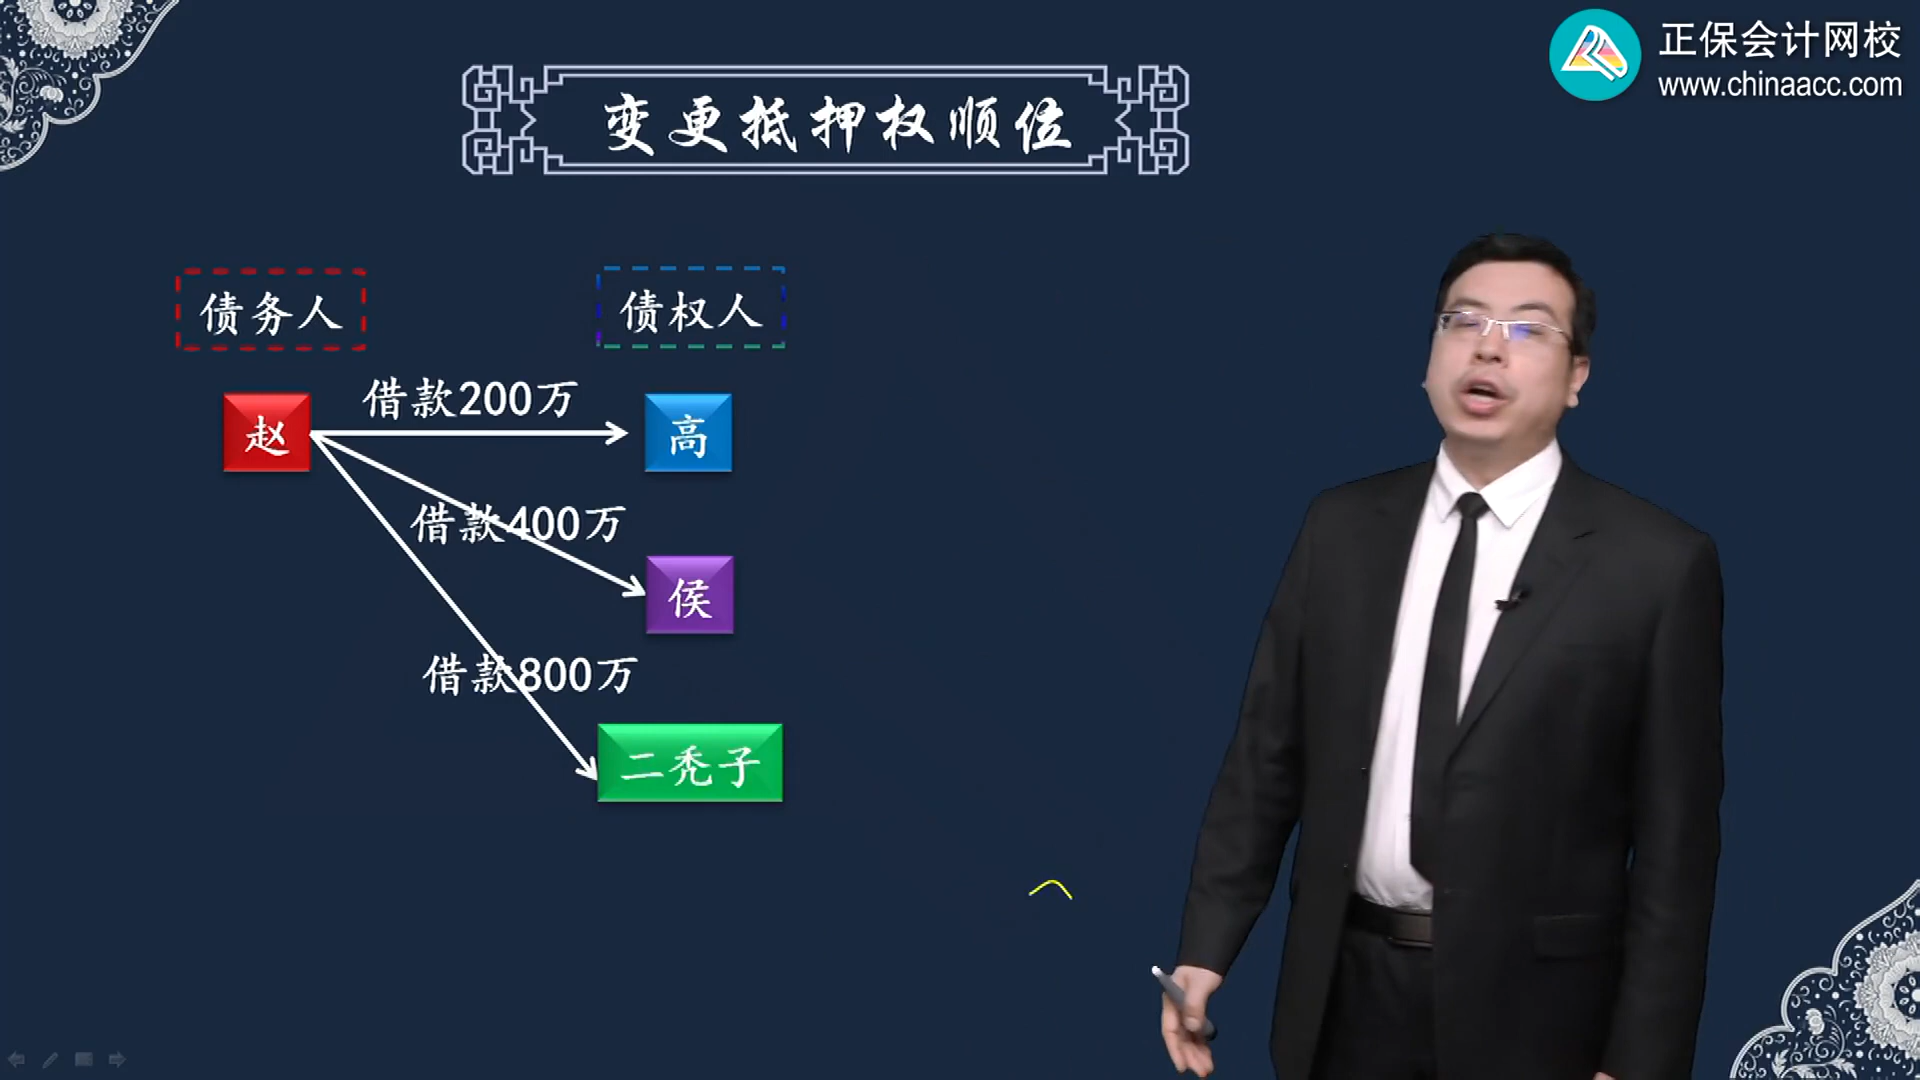 正保会计网校
www.chinaacc.com
变更抵押权顺位
债务人
债权人
借款200万
赵
高
借款400万
侯
借款800万
二秃子